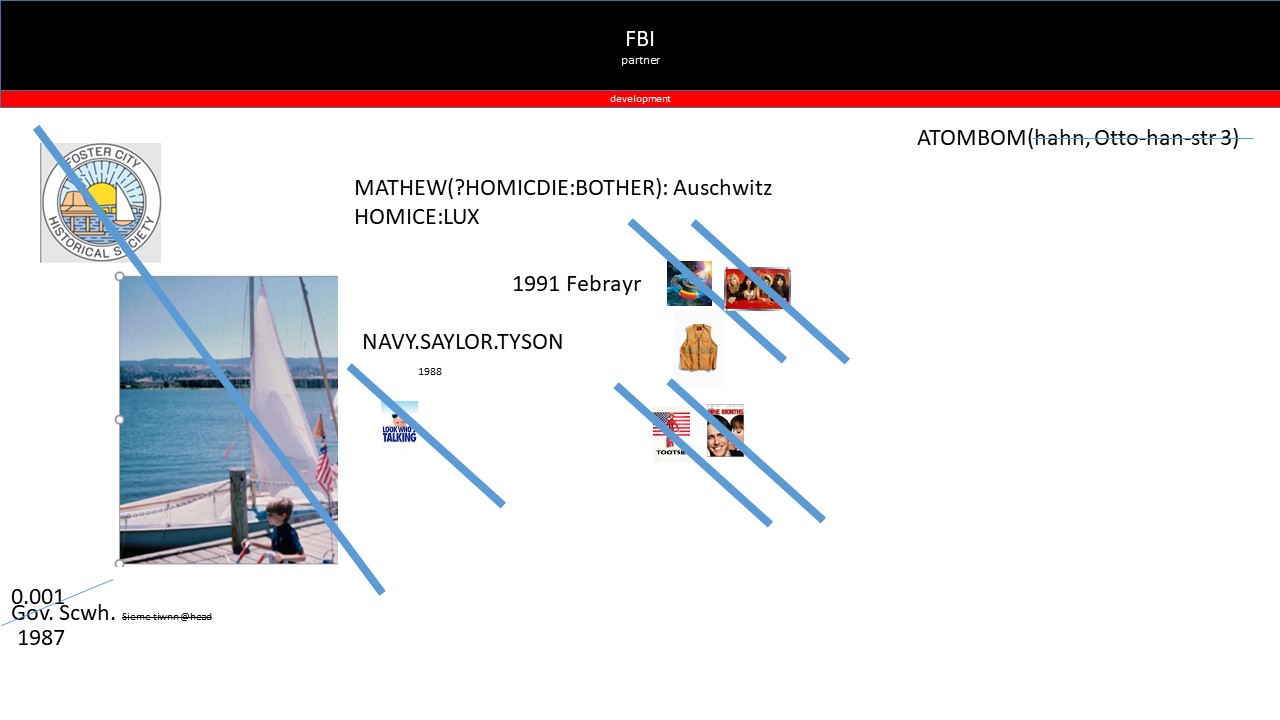 FBI
partner
development
ATOMBOM(hahn, Otto-han-str 3)
FOSTER CITY
HISTORICAL SOCIETY
MATHEW(?HOMICDIE:BOTHER): Auschwitz
HOMICE:LUX
1991 Febrayr
NAVY.SAYLOR.TYSON
1988
LOOK WHO'S
TALKING
TOOTSIE
NINE MONTHS
0.001
Gov. Scwh. Sieme tiwnn @head
1987